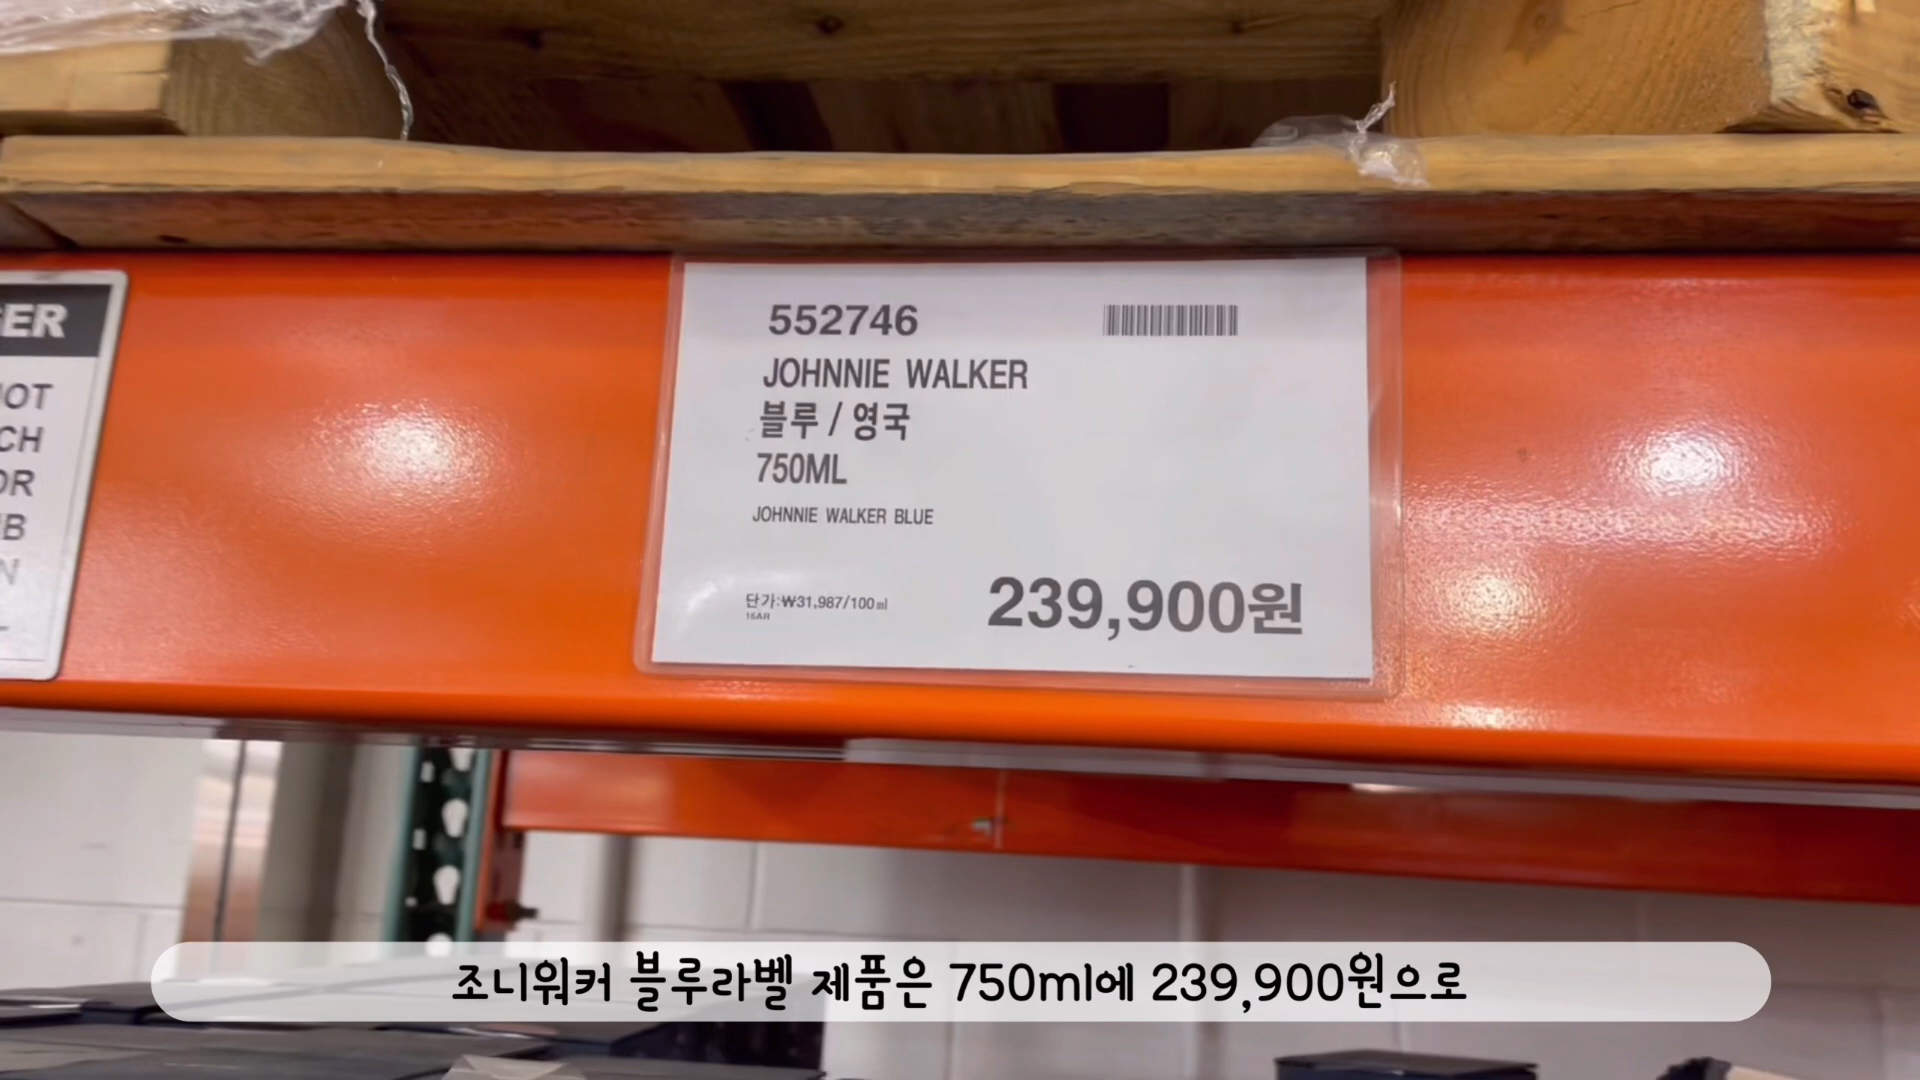 ER
OT
CH
OR
B
N
552746
JOHNNIE WALKER
블루 / 영국
750ML
JOHNNIE WALKER BLUE
단가:₩31,987/100㎖
16AR
239,900원
조니워커 블루라벨 제품은 750ml에 239,900원으로